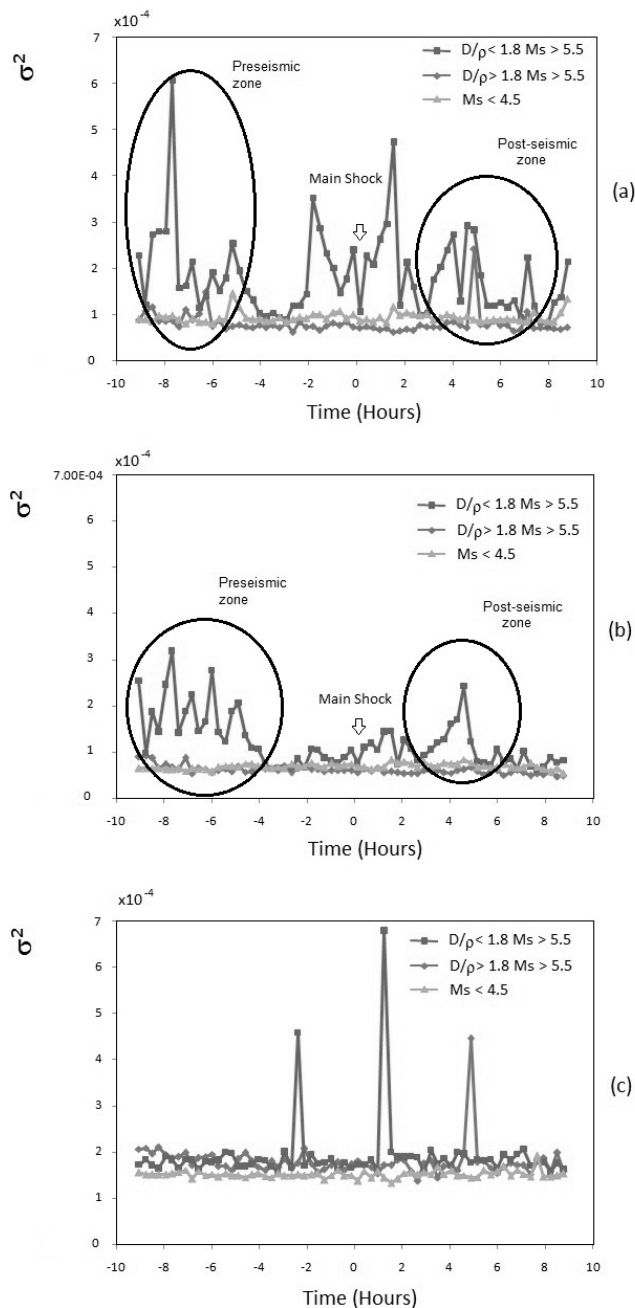 x10⁻⁴
σ²
7
6
5
4
3
2
1
0
-10 -8 -6 -4 -2 0 2 4 6 8 10
Time (Hours)
D/ρ < 1.8 Ms > 5.5
D/ρ > 1.8 Ms > 5.5
Ms < 4.5
Preseismic
zone
Main Shock
Post-seismic
zone
(a)
x10⁻⁴
σ²
7.00E-04
6
5
4
3
2
1
0
-10 -8 -6 -4 -2 0 2 4 6 8 10
Time (Hours)
D/ρ < 1.8 Ms > 5.5
D/ρ > 1.8 Ms > 5.5
Ms < 4.5
Preseismic
zone
Main Shock
Post-seismic
zone
(b)
x10⁻⁴
σ²
7
6
5
4
3
2
1
0
-10 -8 -6 -4 -2 0 2 4 6 8 10
Time (Hours)
D/ρ < 1.8 Ms > 5.5
D/ρ > 1.8 Ms > 5.5
Ms < 4.5
(c)